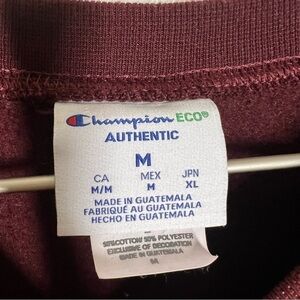 Champion ECO®
AUTHENTIC
M
CA MEX JPN
M/M M XL
MADE IN GUATEMALA
FABRIQUÉ AU GUATEMALA
HECHO EN GUATEMALA
50%COTTON/ 50% POLYESTER
EXCLUSIVE OF DECORATION
MADE IN GUATEMALA
M